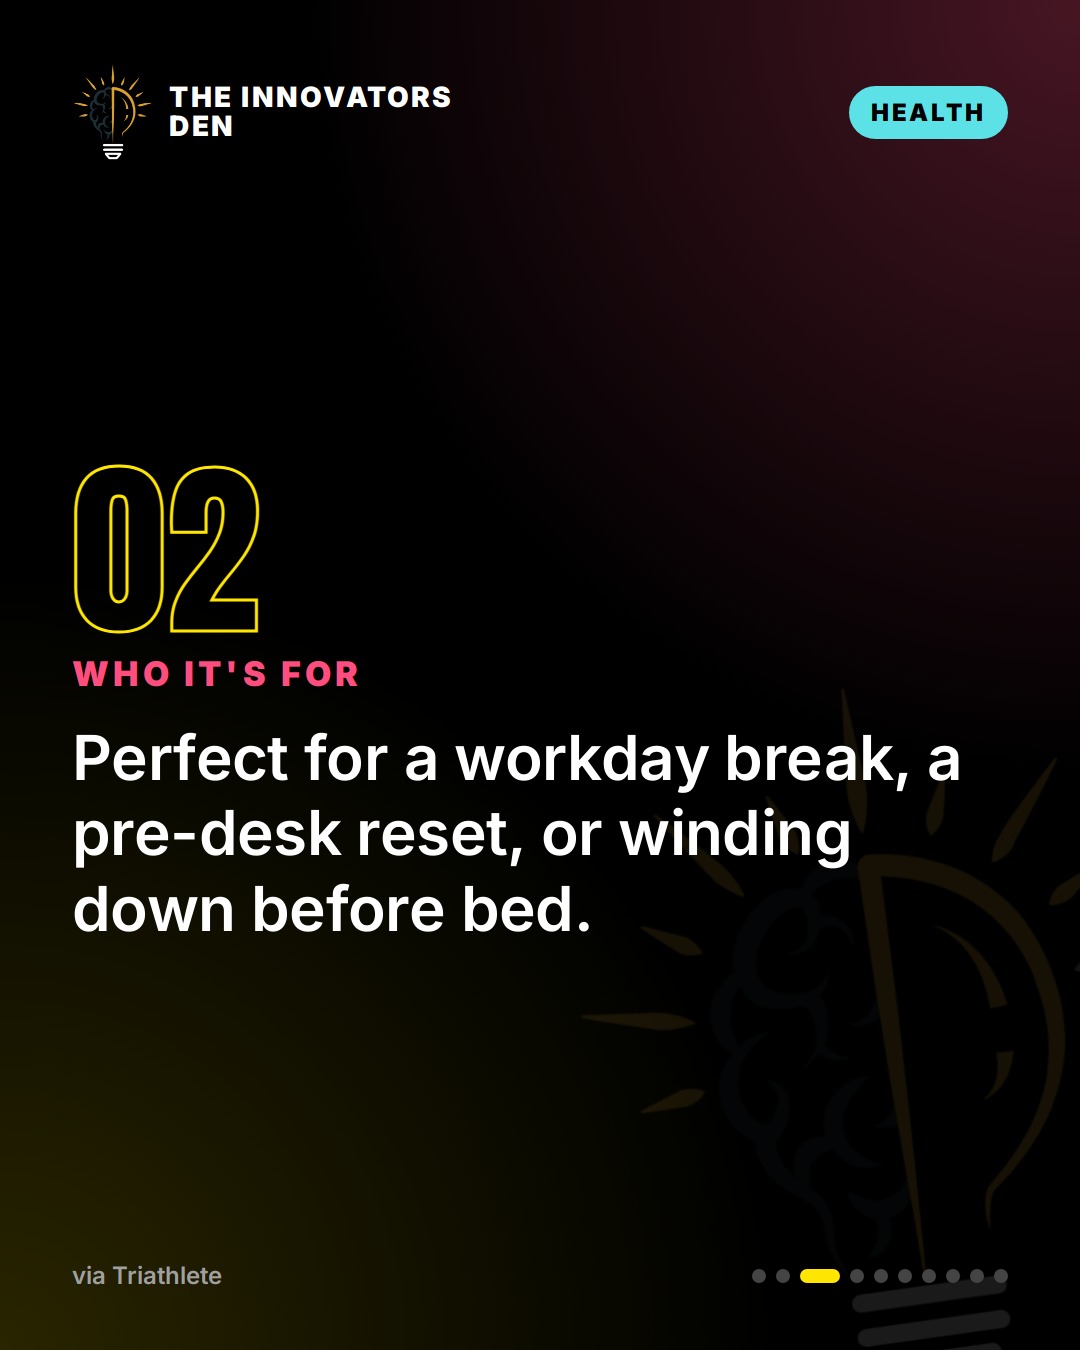 THE INNOVATORS
DEN
HEALTH
02
WHO IT'S FOR
Perfect for a workday break, a
pre-desk reset, or winding
down before bed.
via Triathlete